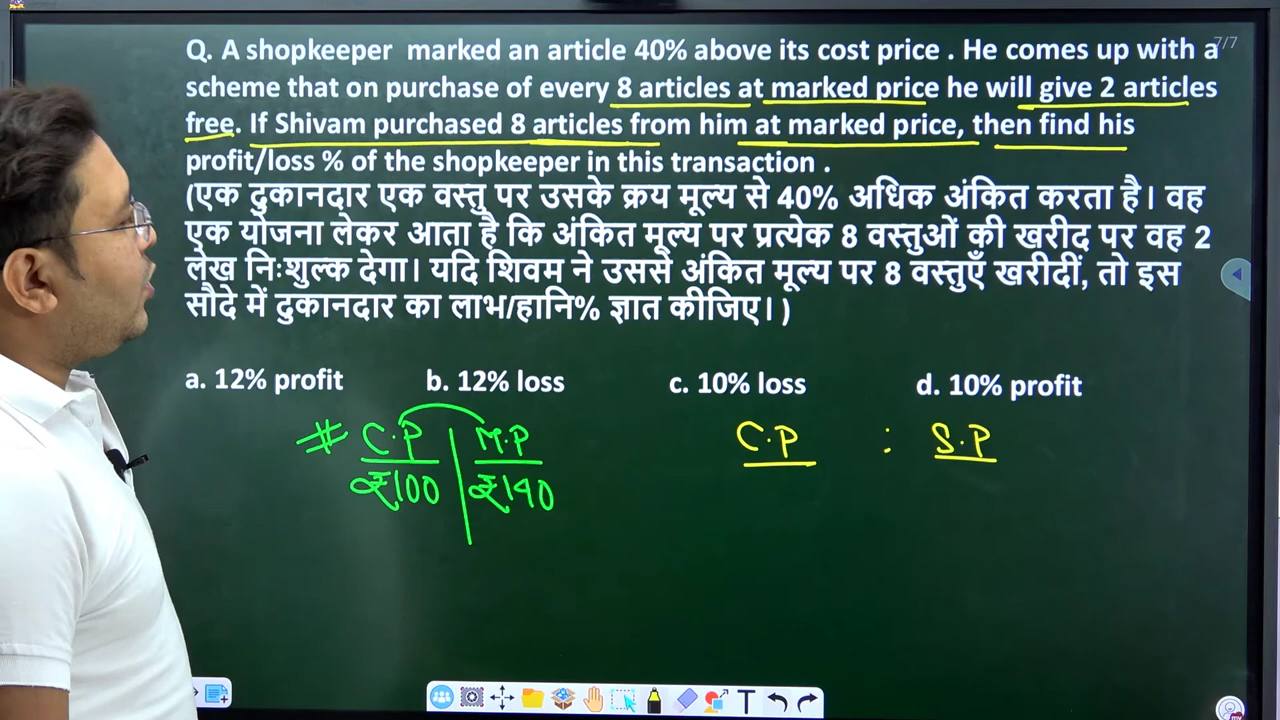 7/7
Q. A shopkeeper marked an article 40% above its cost price . He comes up with a
scheme that on purchase of every 8 articles at marked price he will give 2 articles
free. If Shivam purchased 8 articles from him at marked price, then find his
profit/loss % of the shopkeeper in this transaction .
(एक दुकानदार एक वस्तु पर उसके क्रय मूल्य से 40% अधिक अंकित करता है। वह
एक योजना लेकर आता है कि अंकित मूल्य पर प्रत्येक 8 वस्तुओं की खरीद पर वह 2
लेख निःशुल्क देगा। यदि शिवम ने उससे अंकित मूल्य पर 8 वस्तुएँ खरीदीं, तो इस
सौदे में दुकानदार का लाभ/हानि% ज्ञात कीजिए। )
a. 12% profit b. 12% loss c. 10% loss d. 10% profit
# C.P M.P C.P : S.P
₹100 ₹140